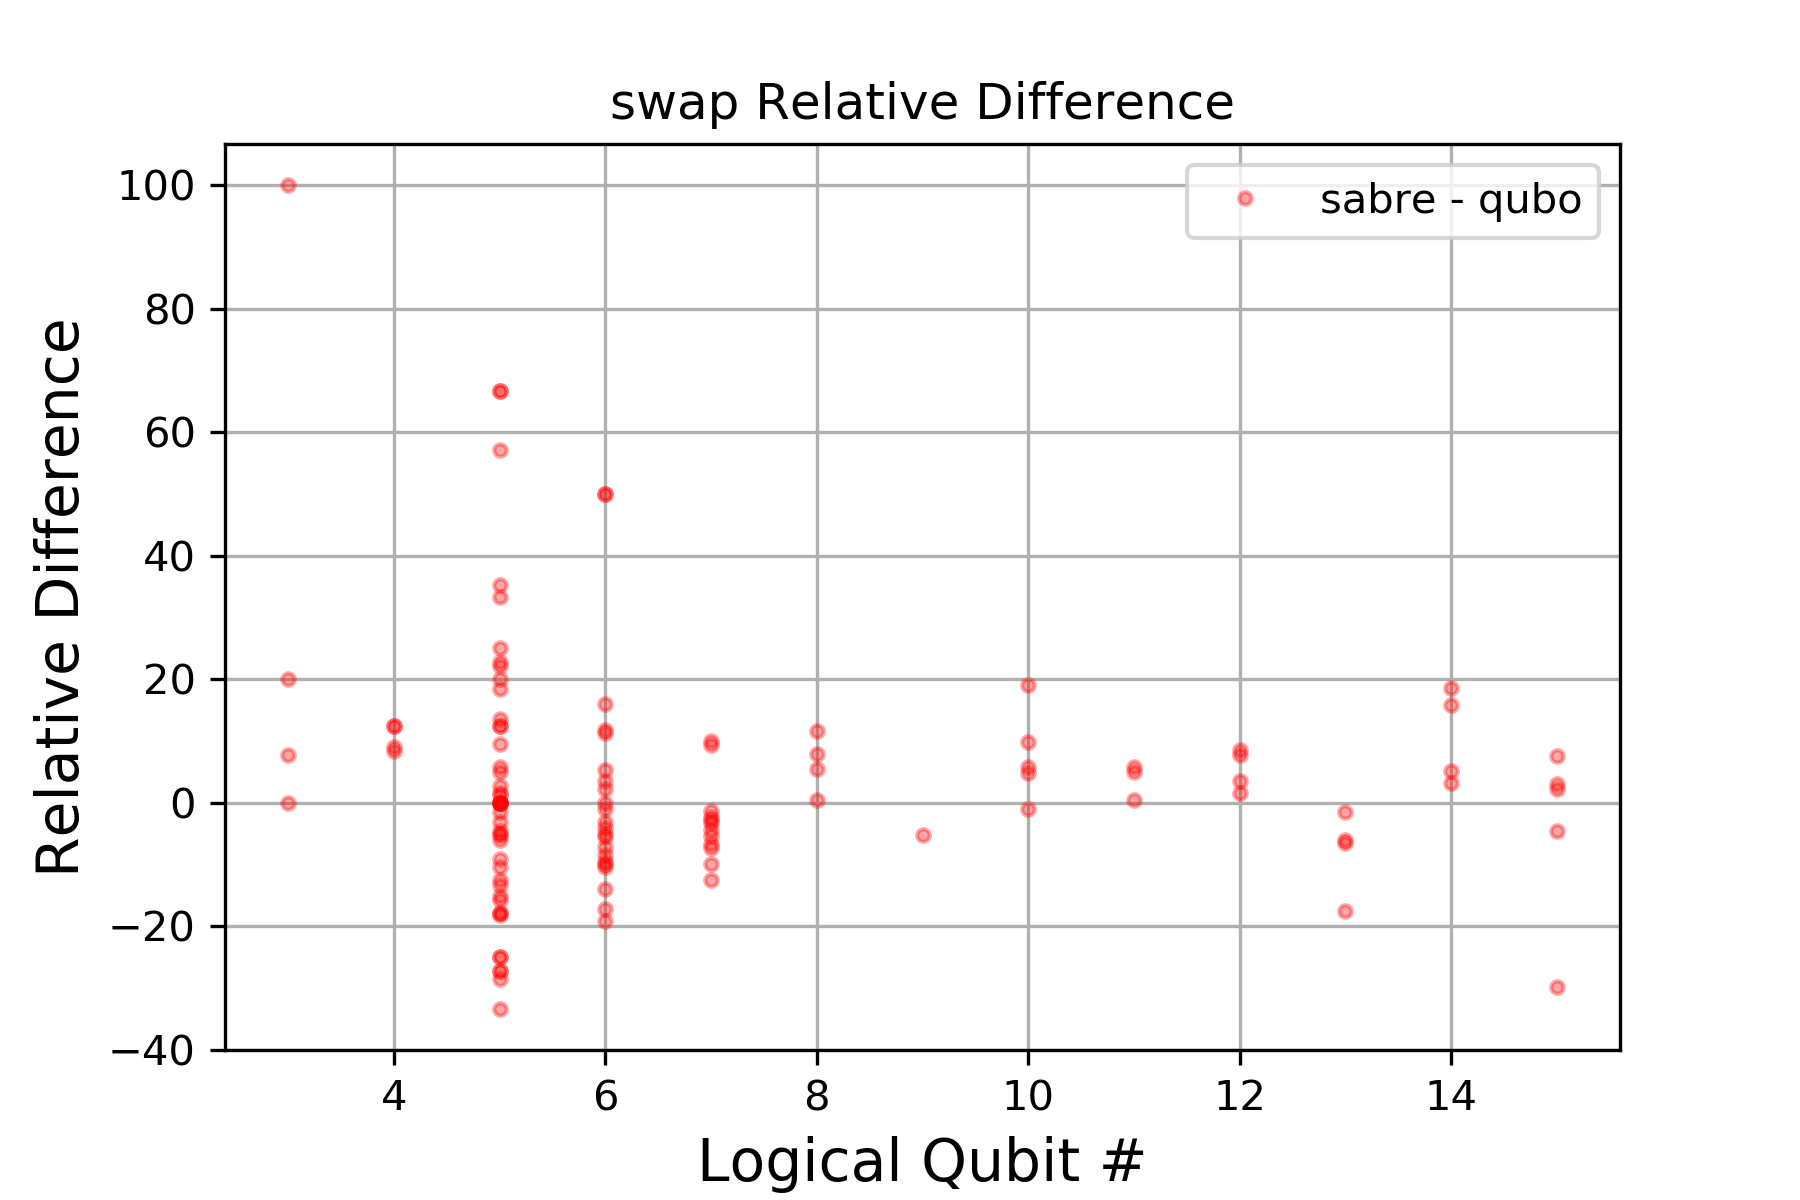 swap Relative Difference
sabre - qubo
Relative Difference
100
80
60
40
20
0
−20
−40
4 6 8 10 12 14
Logical Qubit #